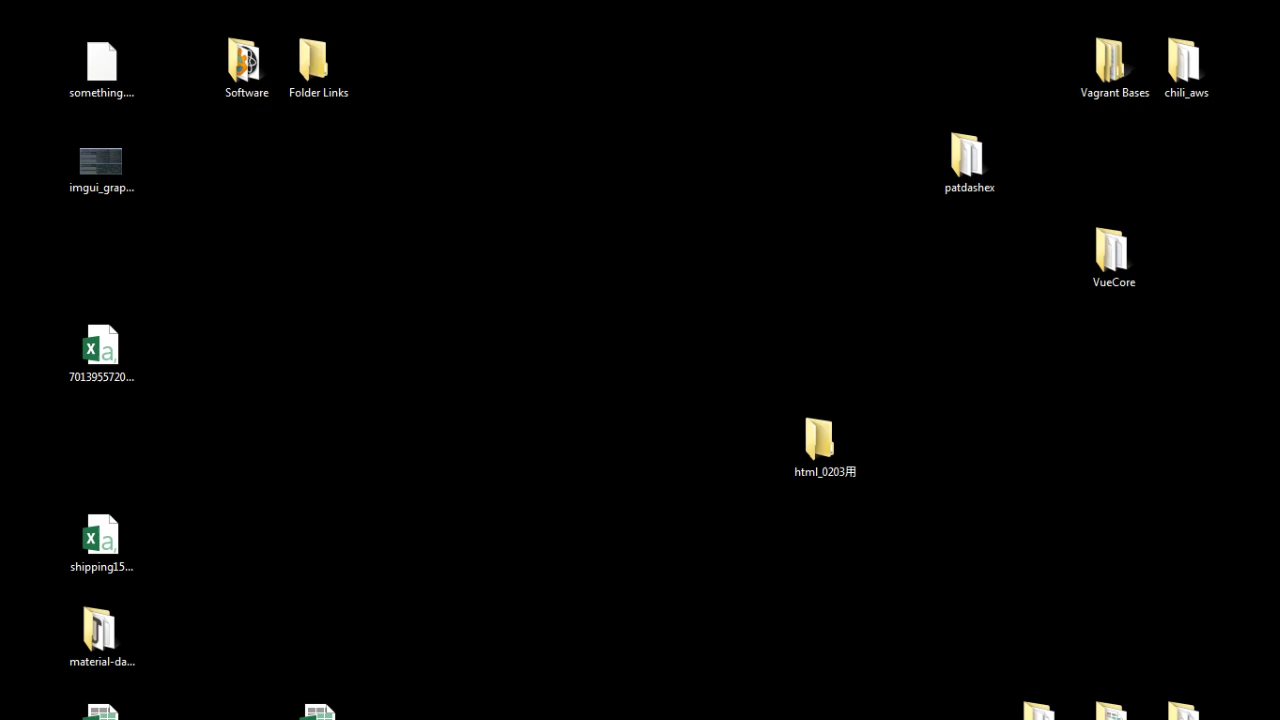 something....
Software
Folder Links
Vagrant Bases
chili_aws
imgui_grap...
patdashex
VueCore
7013955720...
html_0203用
shipping15...
material-da...